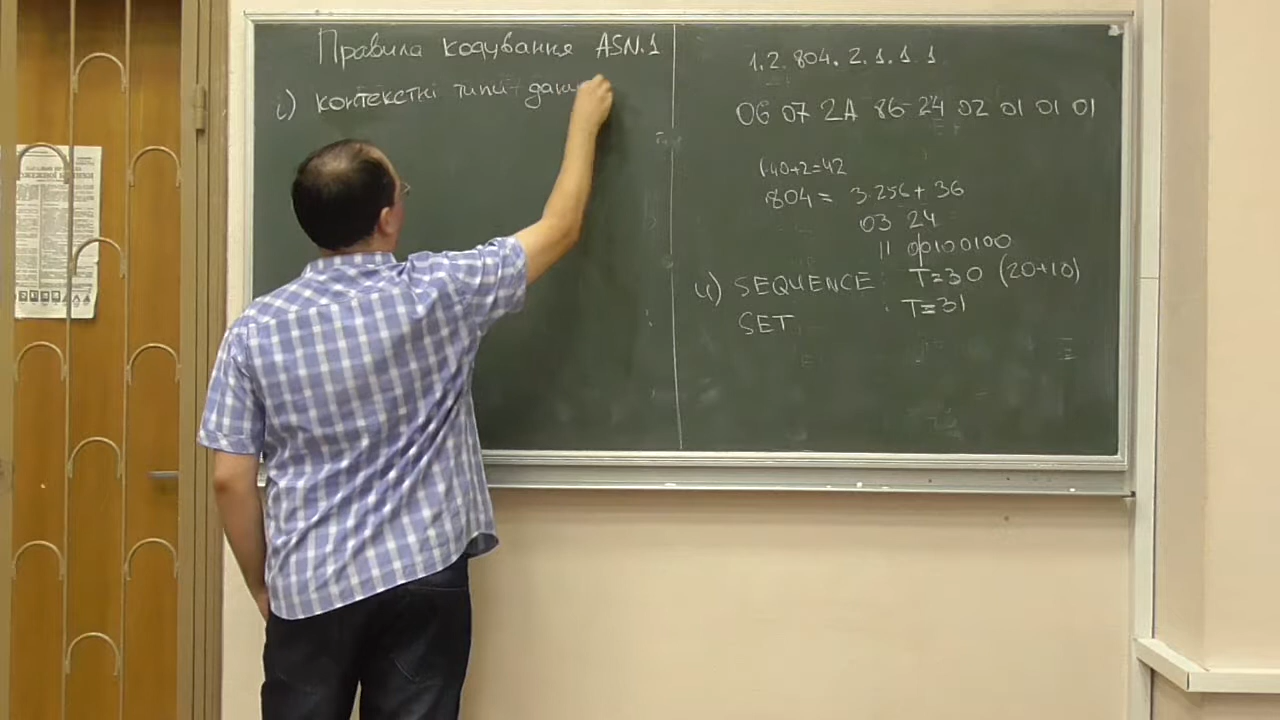 Правила кодування ASN.1
і) контекстні типи дани
1.2.804.2.1.1.1
06 07 2A 86 24 02 01 01 01
1·40+2=42
804 = 3·256 + 36
03 24
11 00100100
и) SEQUENCE : T=30 (20+10)
SET : T=31